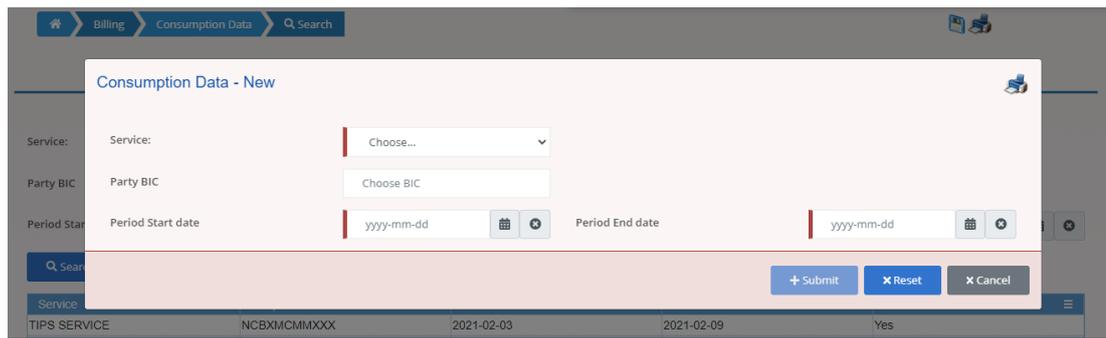 Billing Consumption Data Search
Consumption Data - New
Service: Service: Choose...
Party BIC Party BIC Choose BIC
Period Star Period Start date yyyy-mm-dd Period End date yyyy-mm-dd
Sear + Submit × Reset × Cancel
Service
TIPS SERVICE NCBXMCMMXXX 2021-02-03 2021-02-09 Yes